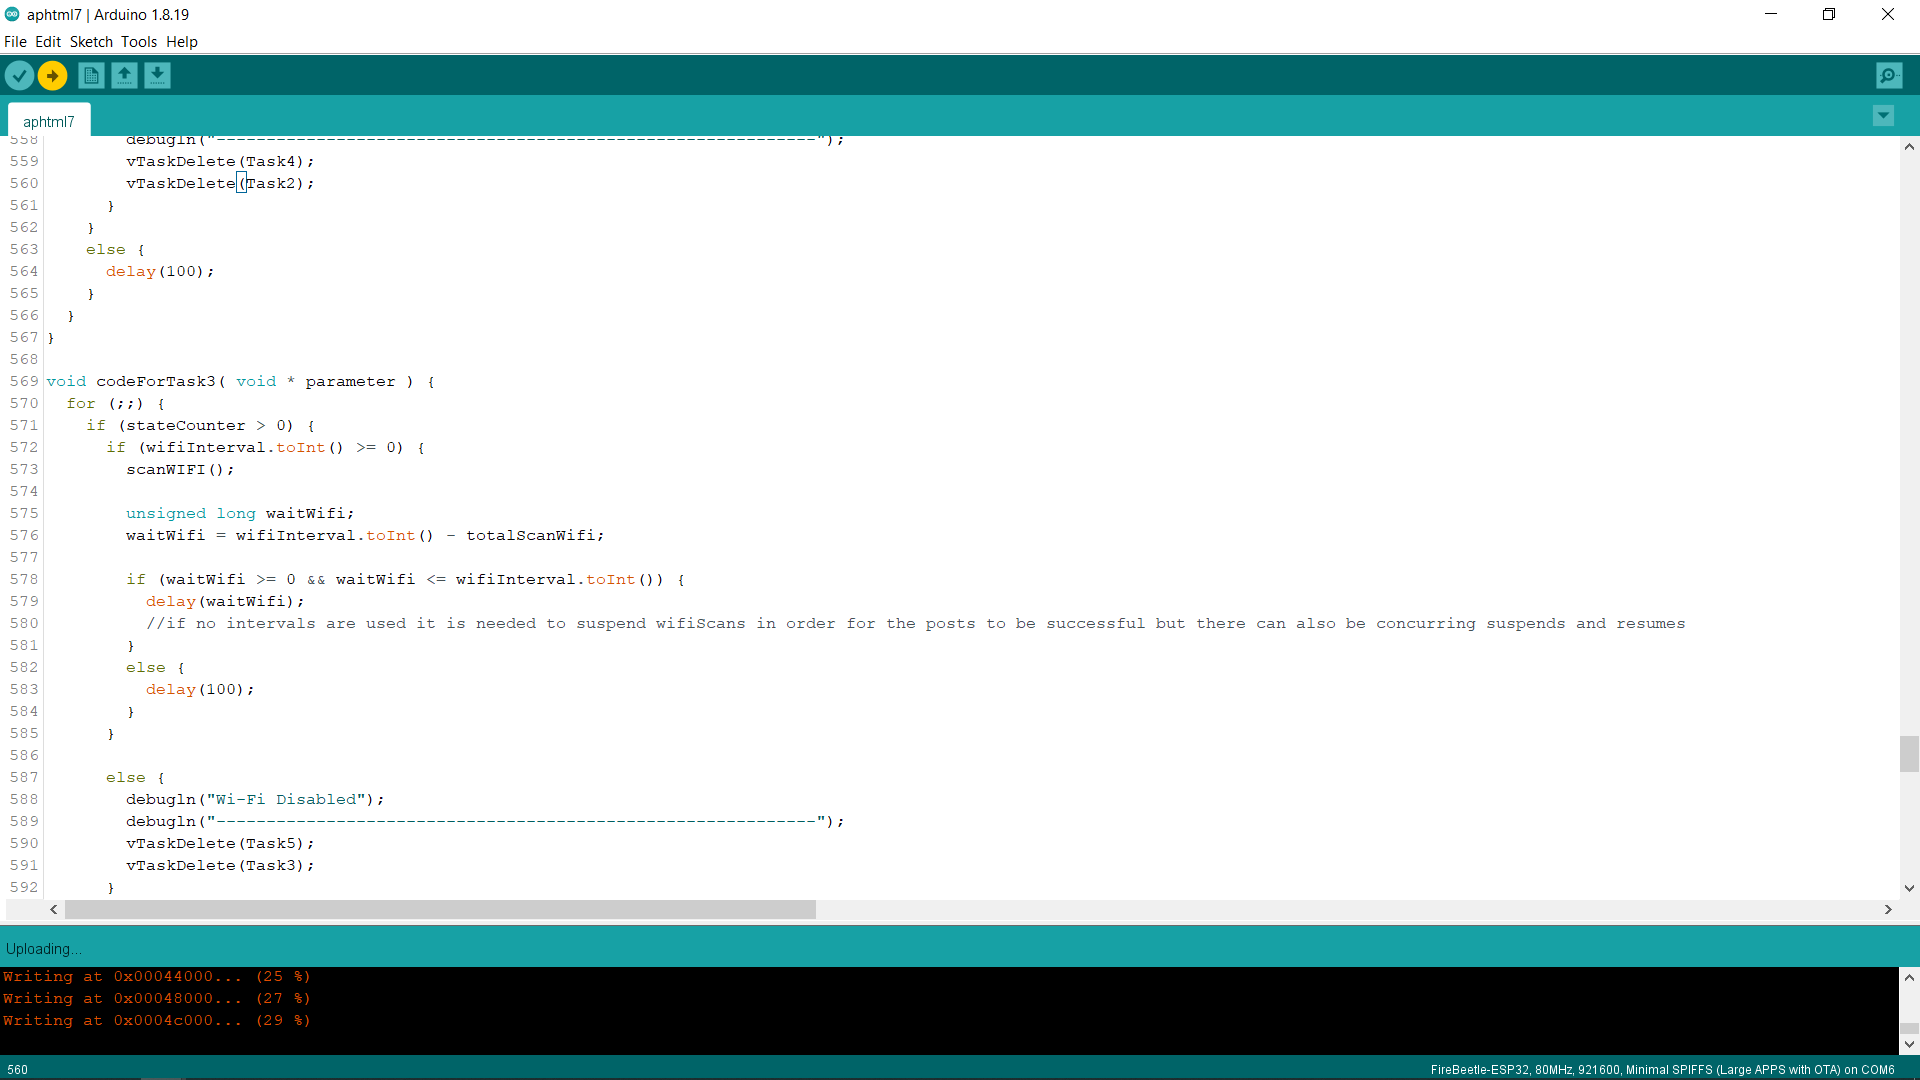 aphtml7 | Arduino 1.8.19
File Edit Sketch Tools Help
aphtml7
558 debugln("------------------------------------------------------------");
559 vTaskDelete(Task4);
560 vTaskDelete(Task2);
561 }
562 }
563 else {
564 delay(100);
565 }
566 }
567 }
568
569 void codeForTask3( void * parameter ) {
570 for (;;) {
571 if (stateCounter > 0) {
572 if (wifiInterval.toInt() >= 0) {
573 scanWIFI();
574
575 unsigned long waitWifi;
576 waitWifi = wifiInterval.toInt() - totalScanWifi;
577
578 if (waitWifi >= 0 && waitWifi <= wifiInterval.toInt()) {
579 delay(waitWifi);
580 //if no intervals are used it is needed to suspend wifiScans in order for the posts to be successful but there can also be concurring suspends and resumes
581 }
582 else {
583 delay(100);
584 }
585 }
586
587 else {
588 debugln("Wi-Fi Disabled");
589 debugln("------------------------------------------------------------");
590 vTaskDelete(Task5);
591 vTaskDelete(Task3);
592 }
Uploading...
Writing at 0x00044000... (25 %)
Writing at 0x00048000... (27 %)
Writing at 0x0004c000... (29 %)
560
FireBeetle-ESP32, 80MHz, 921600, Minimal SPIFFS (Large APPS with OTA) on COM6